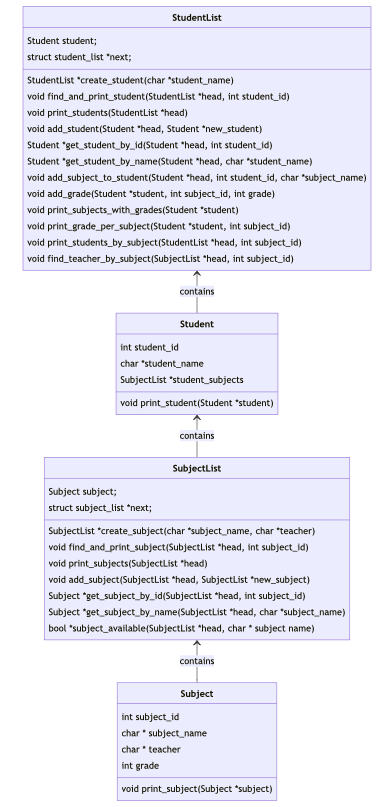 StudentList
Student student;
struct student_list *next;
StudentList *create_student(char *student_name)
void find_and_print_student(StudentList *head, int student_id)
void print_students(StudentList *head)
void add_student(Student *head, Student *new_student)
Student *get_student_by_id(Student *head, int student_id)
Student *get_student_by_name(Student *head, char *student_name)
void add_subject_to_student(Student *head, int student_id, char *subject_name)
void add_grade(Student *student, int subject_id, int grade)
void print_subjects_with_grades(Student *student)
void print_grade_per_subject(Student *student, int subject_id)
void print_students_by_subject(StudentList *head, int subject_id)
void find_teacher_by_subject(SubjectList *head, int subject_id)
contains
Student
int student_id
char *student_name
SubjectList *student_subjects
void print_student(Student *student)
contains
SubjectList
Subject subject;
struct subject_list *next;
SubjectList *create_subject(char *subject_name, char *teacher)
void find_and_print_subject(SubjectList *head, int subject_id)
void print_subjects(SubjectList *head)
void add_subject(SubjectList *head, SubjectList *new_subject)
Subject *get_subject_by_id(SubjectList *head, int subject_id)
Subject *get_subject_by_name(SubjectList *head, char *subject_name)
bool *subject_available(SubjectList *head, char * subject name)
contains
Subject
int subject_id
char * subject_name
char * teacher
int grade
void print_subject(Subject *subject)